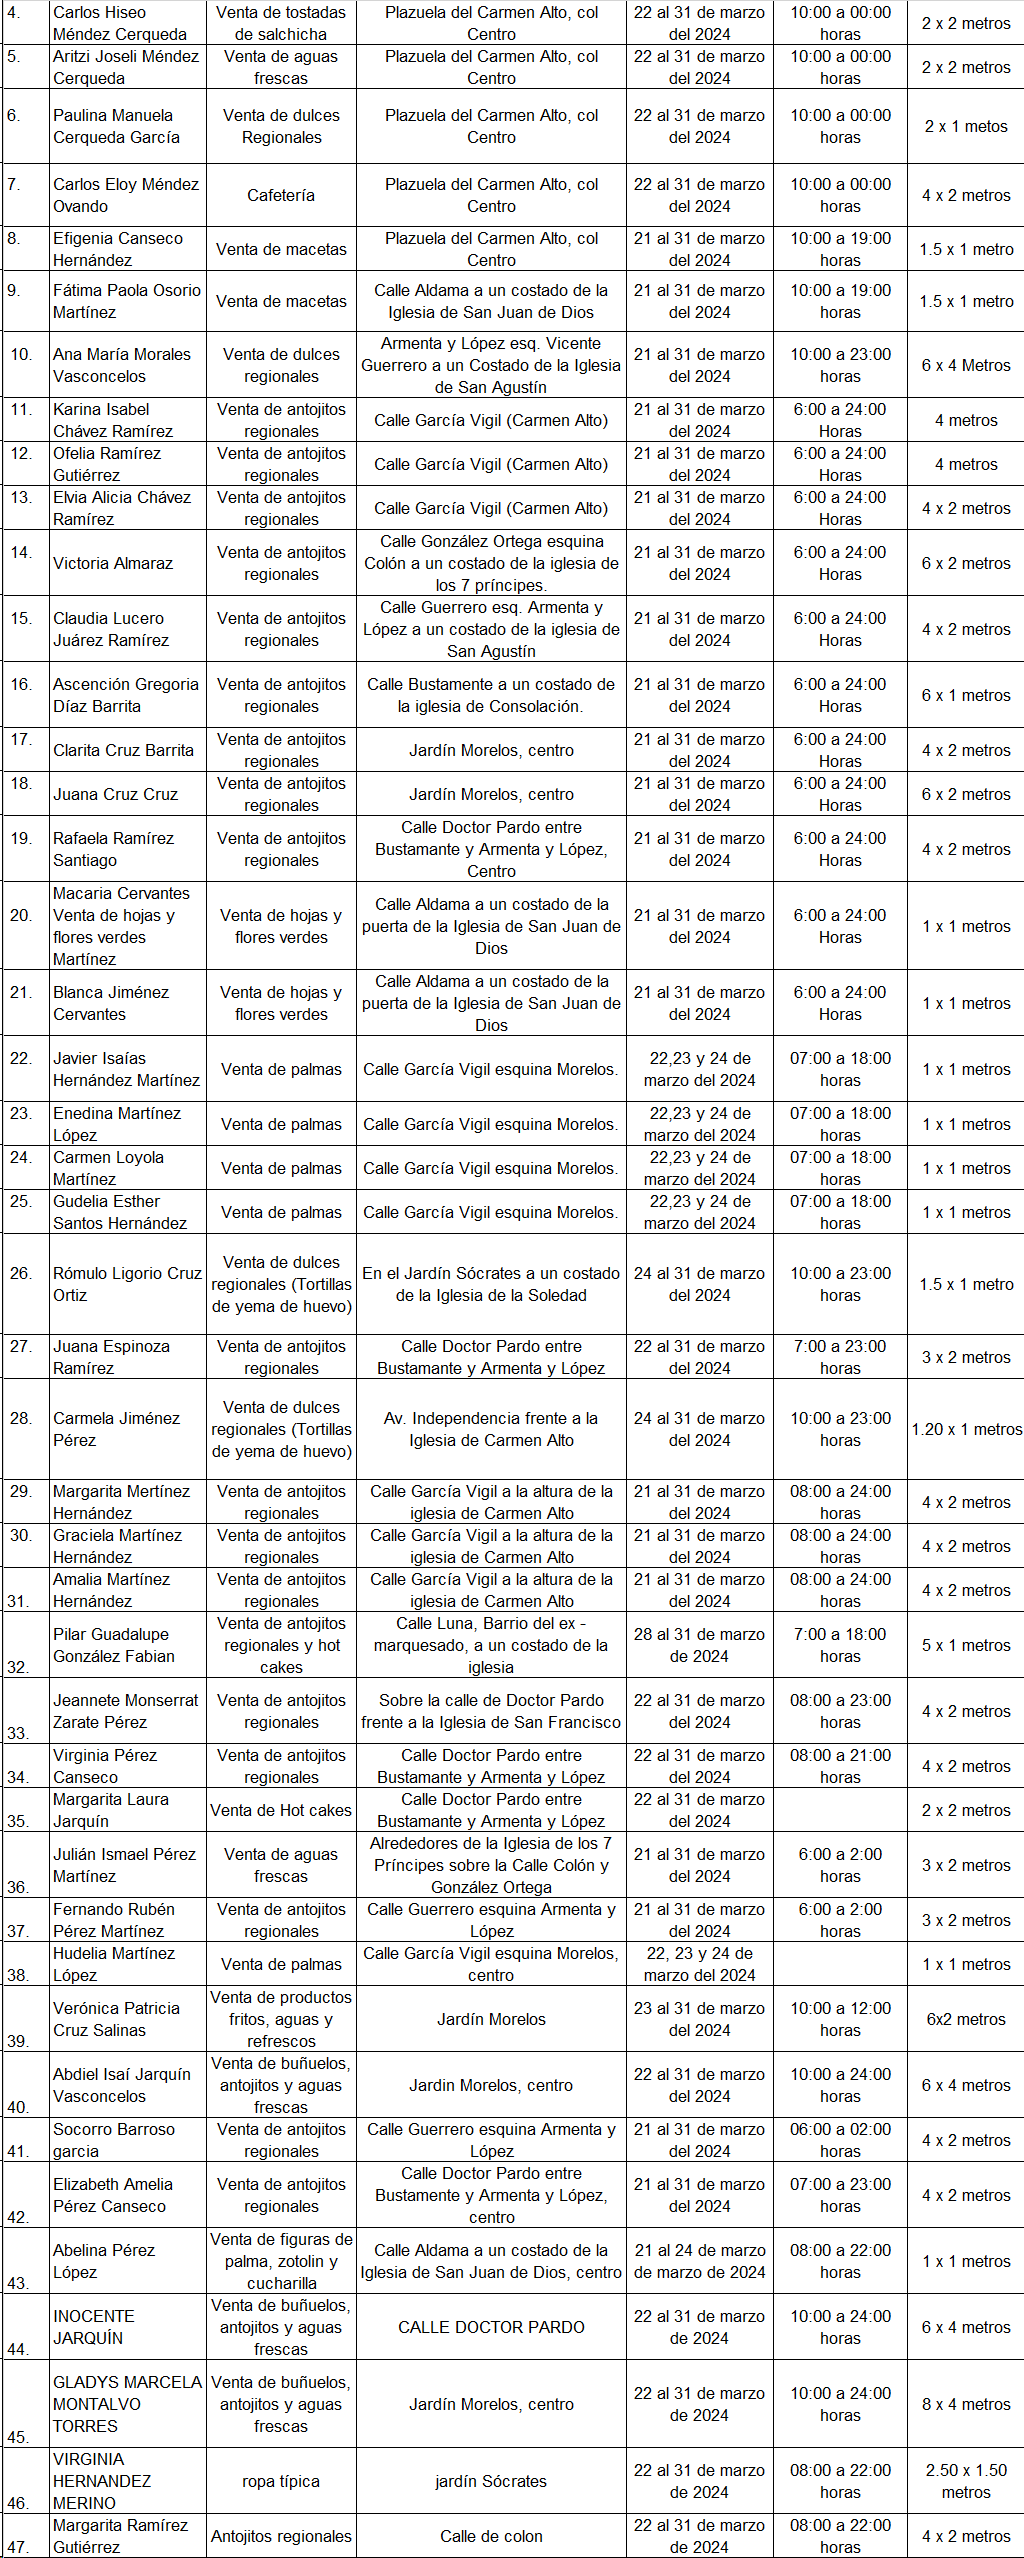 4. Carlos Hiseo Méndez Cerqueda Venta de tostadas de salchicha Plazuela del Carmen Alto, col Centro 22 al 31 de marzo del 2024 10:00 a 00:00 horas 2 x 2 metros
5. Aritzi Joseli Méndez Cerqueda Venta de aguas frescas Plazuela del Carmen Alto, col Centro 22 al 31 de marzo del 2024 10:00 a 00:00 horas 2 x 2 metros
6. Paulina Manuela Cerqueda García Venta de dulces Regionales Plazuela del Carmen Alto, col Centro 22 al 31 de marzo del 2024 10:00 a 00:00 horas 2 x 1 metos
7. Carlos Eloy Méndez Ovando Cafetería Plazuela del Carmen Alto, col Centro 22 al 31 de marzo del 2024 10:00 a 00:00 horas 4 x 2 metros
8. Efigenia Canseco Hernández Venta de macetas Plazuela del Carmen Alto, col Centro 21 al 31 de marzo del 2024 10:00 a 19:00 horas 1.5 x 1 metro
9. Fátima Paola Osorio Martínez Venta de macetas Calle Aldama a un costado de la Iglesia de San Juan de Dios 21 al 31 de marzo del 2024 10:00 a 19:00 horas 1.5 x 1 metro
10. Ana María Morales Vasconcelos Venta de dulces regionales Armenta y López esq. Vicente Guerrero a un Costado de la Iglesia de San Agustín 21 al 31 de marzo del 2024 10:00 a 23:00 horas 6 x 4 Metros
11. Karina Isabel Chávez Ramírez Venta de antojitos regionales Calle García Vigil (Carmen Alto) 21 al 31 de marzo del 2024 6:00 a 24:00 Horas 4 metros
12. Ofelia Ramírez Gutiérrez Venta de antojitos regionales Calle García Vigil (Carmen Alto) 21 al 31 de marzo del 2024 6:00 a 24:00 Horas 4 metros
13. Elvia Alicia Chávez Ramírez Venta de antojitos regionales Calle García Vigil (Carmen Alto) 21 al 31 de marzo del 2024 6:00 a 24:00 Horas 4 x 2 metros
14. Victoria Almaraz Venta de antojitos regionales Calle González Ortega esquina Colón a un costado de la iglesia de los 7 príncipes. 21 al 31 de marzo del 2024 6:00 a 24:00 Horas 6 x 2 metros
15. Claudia Lucero Juárez Ramírez Venta de antojitos regionales Calle Guerrero esq. Armenta y López a un costado de la iglesia de San Agustín 21 al 31 de marzo del 2024 6:00 a 24:00 Horas 4 x 2 metros
16. Ascención Gregoria Díaz Barrita Venta de antojitos regionales Calle Bustamente a un costado de la iglesia de Consolación. 21 al 31 de marzo del 2024 6:00 a 24:00 Horas 6 x 1 metros
17. Clarita Cruz Barrita Venta de antojitos regionales Jardín Morelos, centro 21 al 31 de marzo del 2024 6:00 a 24:00 Horas 4 x 2 metros
18. Juana Cruz Cruz Venta de antojitos regionales Jardín Morelos, centro 21 al 31 de marzo del 2024 6:00 a 24:00 Horas 6 x 2 metros
19. Rafaela Ramírez Santiago Venta de antojitos regionales Calle Doctor Pardo entre Bustamante y Armenta y López, Centro 21 al 31 de marzo del 2024 6:00 a 24:00 Horas 4 x 2 metros
20. Macaria Cervantes Venta de hojas y flores verdes Martínez Venta de hojas y flores verdes Calle Aldama a un costado de la puerta de la Iglesia de San Juan de Dios 21 al 31 de marzo del 2024 6:00 a 24:00 Horas 1 x 1 metros
21. Blanca Jiménez Cervantes Venta de hojas y flores verdes Calle Aldama a un costado de la puerta de la Iglesia de San Juan de Dios 21 al 31 de marzo del 2024 6:00 a 24:00 Horas 1 x 1 metros
22. Javier Isaías Hernández Martínez Venta de palmas Calle García Vigil esquina Morelos. 22,23 y 24 de marzo del 2024 07:00 a 18:00 horas 1 x 1 metros
23. Enedina Martínez López Venta de palmas Calle García Vigil esquina Morelos. 22,23 y 24 de marzo del 2024 07:00 a 18:00 horas 1 x 1 metros
24. Carmen Loyola Martínez Venta de palmas Calle García Vigil esquina Morelos. 22,23 y 24 de marzo del 2024 07:00 a 18:00 horas 1 x 1 metros
25. Gudelia Esther Santos Hernández Venta de palmas Calle García Vigil esquina Morelos. 22,23 y 24 de marzo del 2024 07:00 a 18:00 horas 1 x 1 metros
26. Rómulo Ligorio Cruz Ortiz Venta de dulces regionales (Tortillas de yema de huevo) En el Jardín Sócrates a un costado de la Iglesia de la Soledad 24 al 31 de marzo del 2024 10:00 a 23:00 horas 1.5 x 1 metro
27. Juana Espinoza Ramírez Venta de antojitos regionales Calle Doctor Pardo entre Bustamante y Armenta y López 22 al 31 de marzo del 2024 7:00 a 23:00 horas 3 x 2 metros
28. Carmela Jiménez Pérez Venta de dulces regionales (Tortillas de yema de huevo) Av. Independencia frente a la Iglesia de Carmen Alto 24 al 31 de marzo del 2024 10:00 a 23:00 horas 1.20 x 1 metros
29. Margarita Mertínez Hernández Venta de antojitos regionales Calle García Vigil a la altura de la iglesia de Carmen Alto 21 al 31 de marzo del 2024 08:00 a 24:00 horas 4 x 2 metros
30. Graciela Martínez Hernández Venta de antojitos regionales Calle García Vigil a la altura de la iglesia de Carmen Alto 21 al 31 de marzo del 2024 08:00 a 24:00 horas 4 x 2 metros
31. Amalia Martínez Hernández Venta de antojitos regionales Calle García Vigil a la altura de la iglesia de Carmen Alto 21 al 31 de marzo del 2024 08:00 a 24:00 horas 4 x 2 metros
32. Pilar Guadalupe González Fabian Venta de antojitos regionales y hot cakes Calle Luna, Barrio del ex - marquesado, a un costado de la iglesia 28 al 31 de marzo de 2024 7:00 a 18:00 horas 5 x 1 metros
33. Jeannete Monserrat Zarate Pérez Venta de antojitos regionales Sobre la calle de Doctor Pardo frente a la Iglesia de San Francisco 22 al 31 de marzo del 2024 08:00 a 23:00 horas 4 x 2 metros
34. Virginia Pérez Canseco Venta de antojitos regionales Calle Doctor Pardo entre Bustamante y Armenta y López 22 al 31 de marzo del 2024 08:00 a 21:00 horas 4 x 2 metros
35. Margarita Laura Jarquín Venta de Hot cakes Calle Doctor Pardo entre Bustamante y Armenta y López 22 al 31 de marzo del 2024 2 x 2 metros
36. Julián Ismael Pérez Martínez Venta de aguas frescas Alrededores de la Iglesia de los 7 Príncipes sobre la Calle Colón y González Ortega 21 al 31 de marzo del 2024 6:00 a 2:00 horas 3 x 2 metros
37. Fernando Rubén Pérez Martínez Venta de antojitos regionales Calle Guerrero esquina Armenta y López 21 al 31 de marzo del 2024 6:00 a 2:00 horas 3 x 2 metros
38. Hudelia Martínez López Venta de palmas Calle García Vigil esquina Morelos, centro 22, 23 y 24 de marzo del 2024 1 x 1 metros
39. Verónica Patricia Cruz Salinas Venta de productos fritos, aguas y refrescos Jardín Morelos 23 al 31 de marzo del 2024 10:00 a 12:00 horas 6x2 metros
40. Abdiel Isaí Jarquín Vasconcelos Venta de buñuelos, antojitos y aguas frescas Jardin Morelos, centro 22 al 31 de marzo del 2024 10:00 a 24:00 horas 6 x 4 metros
41. Socorro Barroso garcia Venta de antojitos regionales Calle Guerrero esquina Armenta y López 21 al 31 de marzo del 2024 06:00 a 02:00 horas 4 x 2 metros
42. Elizabeth Amelia Pérez Canseco Venta de antojitos regionales Calle Doctor Pardo entre Bustamente y Armenta y López, centro 21 al 31 de marzo del 2024 07:00 a 23:00 horas 4 x 2 metros
43. Abelina Pérez López Venta de figuras de palma, zotolin y cucharilla Calle Aldama a un costado de la Iglesia de San Juan de Dios, centro 21 al 24 de marzo de marzo de 2024 08:00 a 22:00 horas 1 x 1 metros
44. INOCENTE JARQUÍN Venta de buñuelos, antojitos y aguas frescas CALLE DOCTOR PARDO 22 al 31 de marzo de 2024 10:00 a 24:00 horas 6 x 4 metros
45. GLADYS MARCELA MONTALVO TORRES Venta de buñuelos, antojitos y aguas frescas Jardín Morelos, centro 22 al 31 de marzo de 2024 10:00 a 24:00 horas 8 x 4 metros
46. VIRGINIA HERNANDEZ MERINO ropa típica jardín Sócrates 22 al 31 de marzo de 2024 08:00 a 22:00 horas 2.50 x 1.50 metros
47. Margarita Ramírez Gutiérrez Antojitos regionales Calle de colon 22 al 31 de marzo de 2024 08:00 a 22:00 horas 4 x 2 metros